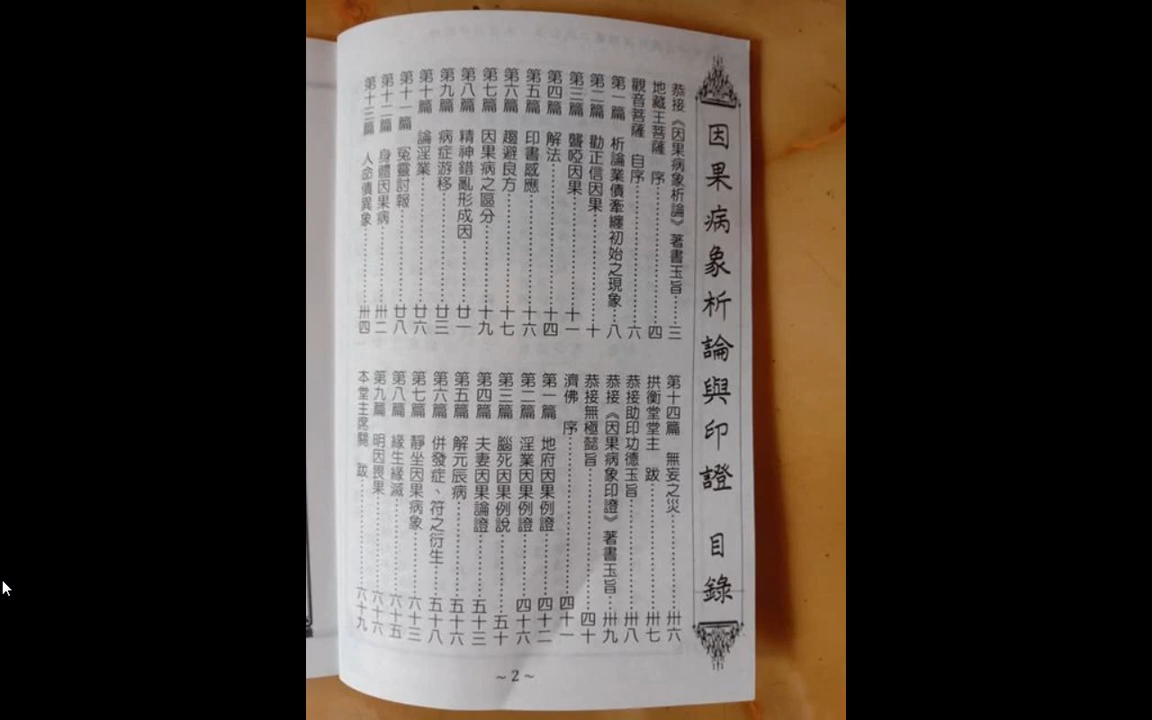 因果病象析論與印證 目錄
恭接《因果病象析論》著書玉旨……三
地藏王菩薩 序……四
觀音菩薩 自序……六
第一篇 析論業債牽纏初始之現象……八
第二篇 勸正信因果……十
第三篇 聾啞因果……十一
第四篇 解法……十四
第五篇 印書感應……十六
第六篇 趨避良方……十七
第七篇 因果病之區分……十九
第八篇 精神錯亂形成因……廿一
第九篇 病症游移……廿三
第十篇 論淫業……廿六
第十一篇 冤靈討報……廿八
第十二篇 身體因果病……卅二
第十三篇 人命債異象……卅四
第十四篇 無妄之災……卅六
拱衡堂堂主 跋……卅七
恭接助印功德玉旨……卅八
恭接《因果病象印證》著書玉旨……卅九
恭接無極懿旨……四十
濟佛 序……四十一
第一篇 地府因果例證……四十二
第二篇 淫業因果例證……四十六
第三篇 腦死因果例說……五十
第四篇 夫妻因果論證……五十三
第五篇 解元辰病……五十六
第六篇 併發症、符之衍生……五十八
第七篇 靜坐因果病象……六十三
第八篇 緣生緣滅……六十五
第九篇 明因畏果……六十六
本堂主席關 跋……六十九
~2~